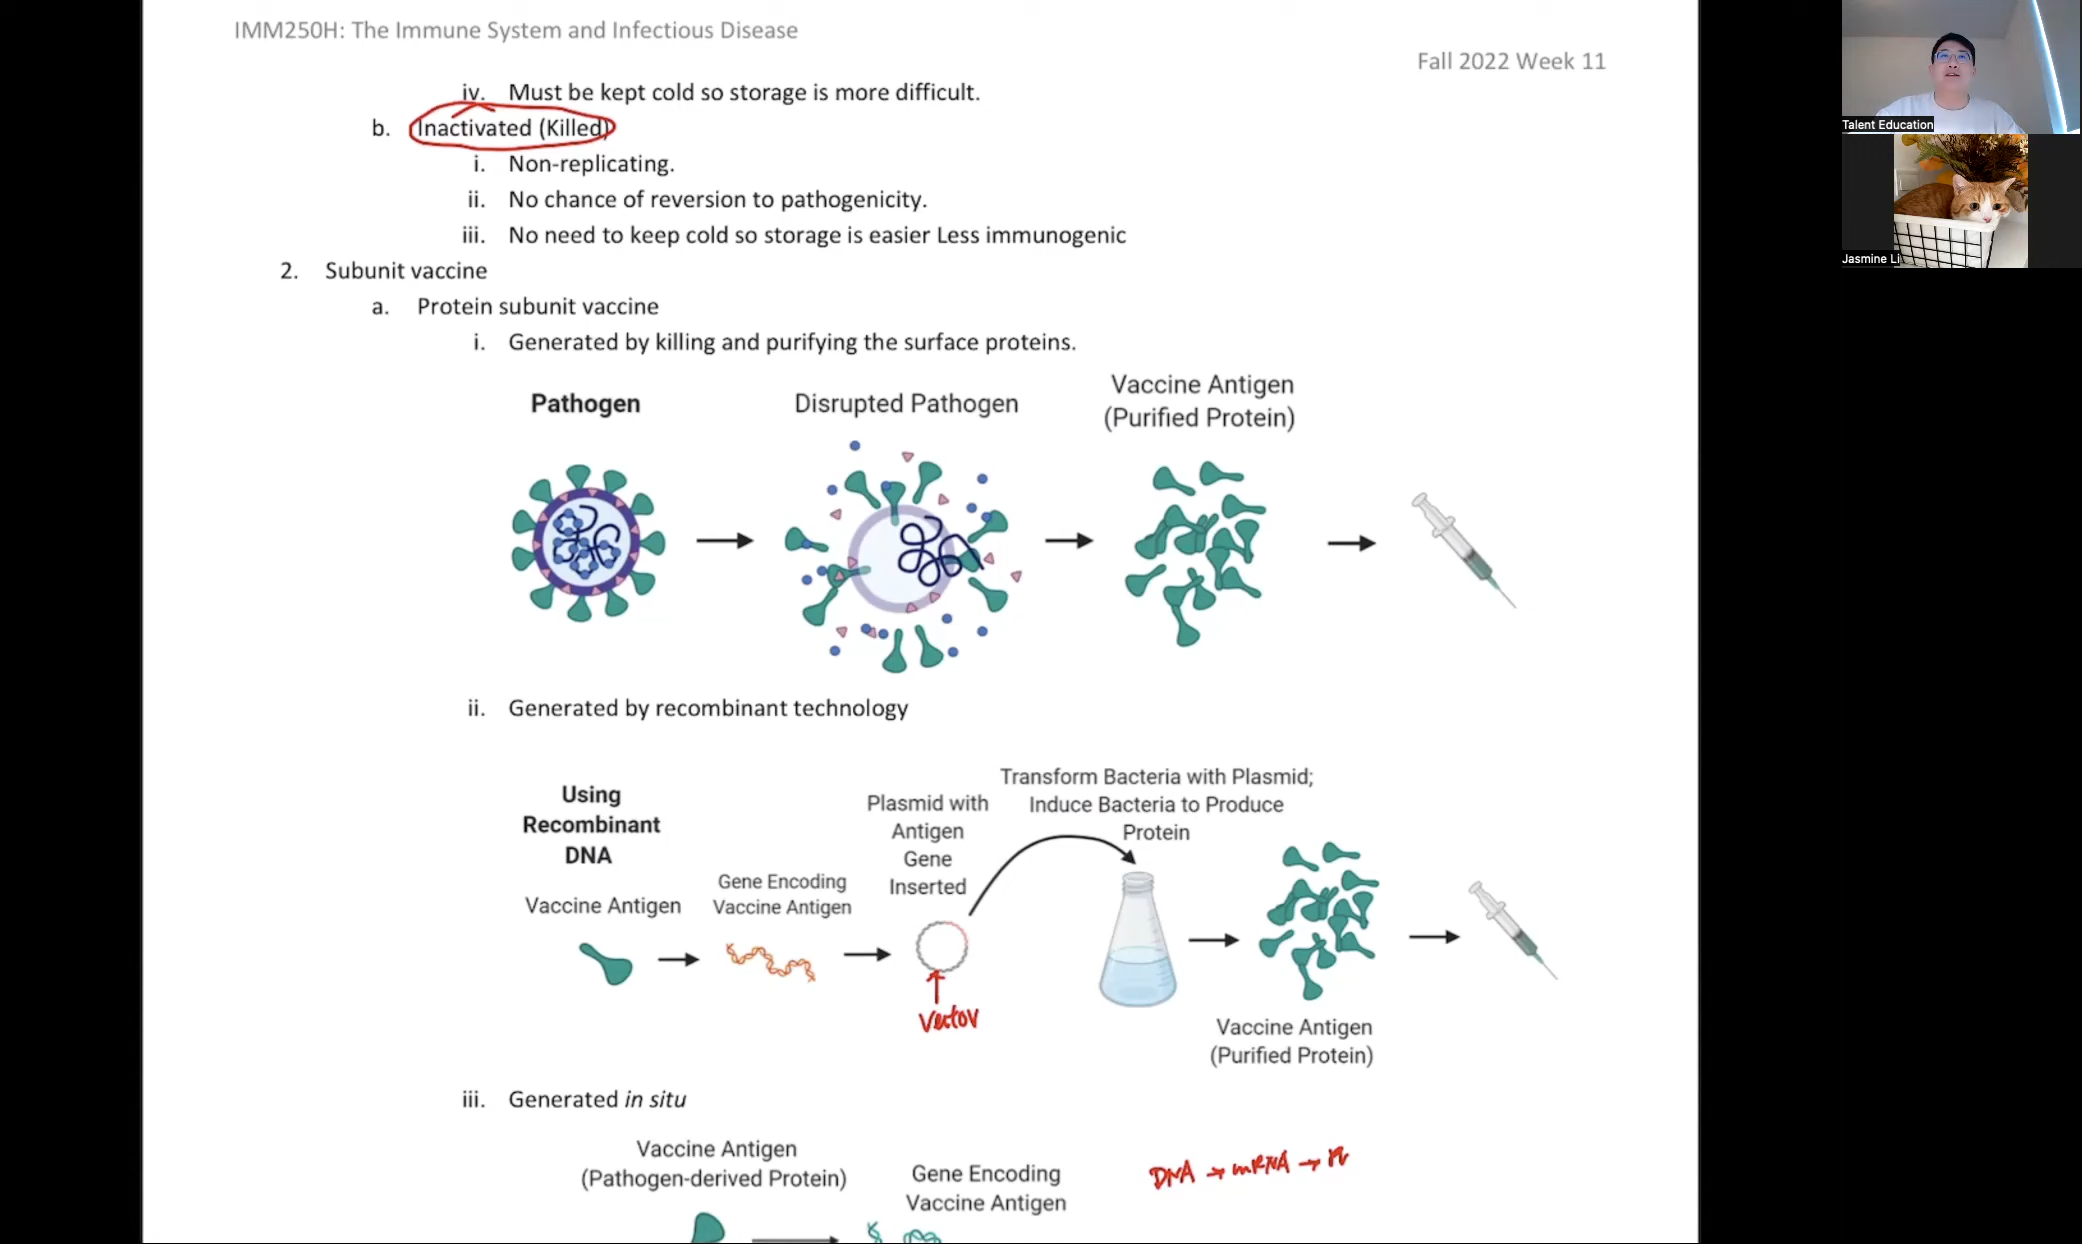 IMM250H: The Immune System and Infectious Disease
Fall 2022 Week 11
iv. Must be kept cold so storage is more difficult.
b. Inactivated (Killed)
i. Non-replicating.
ii. No chance of reversion to pathogenicity.
iii. No need to keep cold so storage is easier Less immunogenic
2. Subunit vaccine
a. Protein subunit vaccine
i. Generated by killing and purifying the surface proteins.
Pathogen
Disrupted Pathogen
Vaccine Antigen
(Purified Protein)
ii. Generated by recombinant technology
Using
Recombinant
DNA
Vaccine Antigen
Gene Encoding
Vaccine Antigen
Plasmid with
Antigen
Gene
Inserted
Transform Bacteria with Plasmid;
Induce Bacteria to Produce
Protein
Vector
Vaccine Antigen
(Purified Protein)
iii. Generated in situ
Vaccine Antigen
(Pathogen-derived Protein)
Gene Encoding
Vaccine Antigen
DNA → mRNA →
Talent Education
Jasmine Li